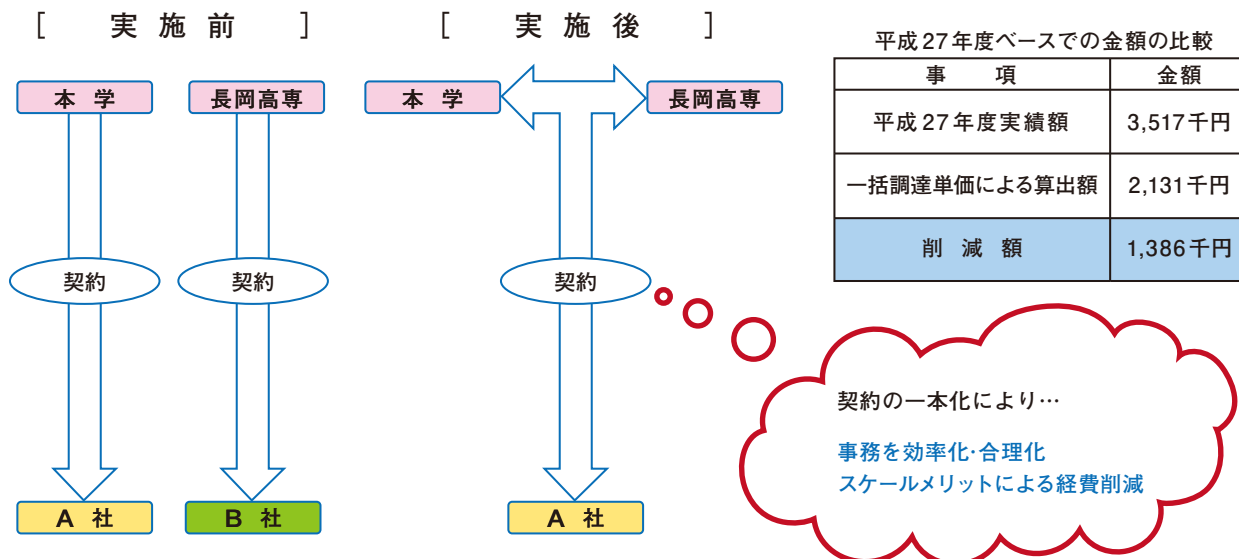 [ 実施前 ]
本学
長岡高専
契約
契約
A 社
B 社
[ 実施後 ]
本学
長岡高専
契約
A 社
平成27年度ベースでの金額の比較
事 項 金額
平成27年度実績額 3,517千円
一括調達単価による算出額 2,131千円
削 減 額 1,386千円
契約の一本化により…
事務を効率化・合理化
スケールメリットによる経費削減